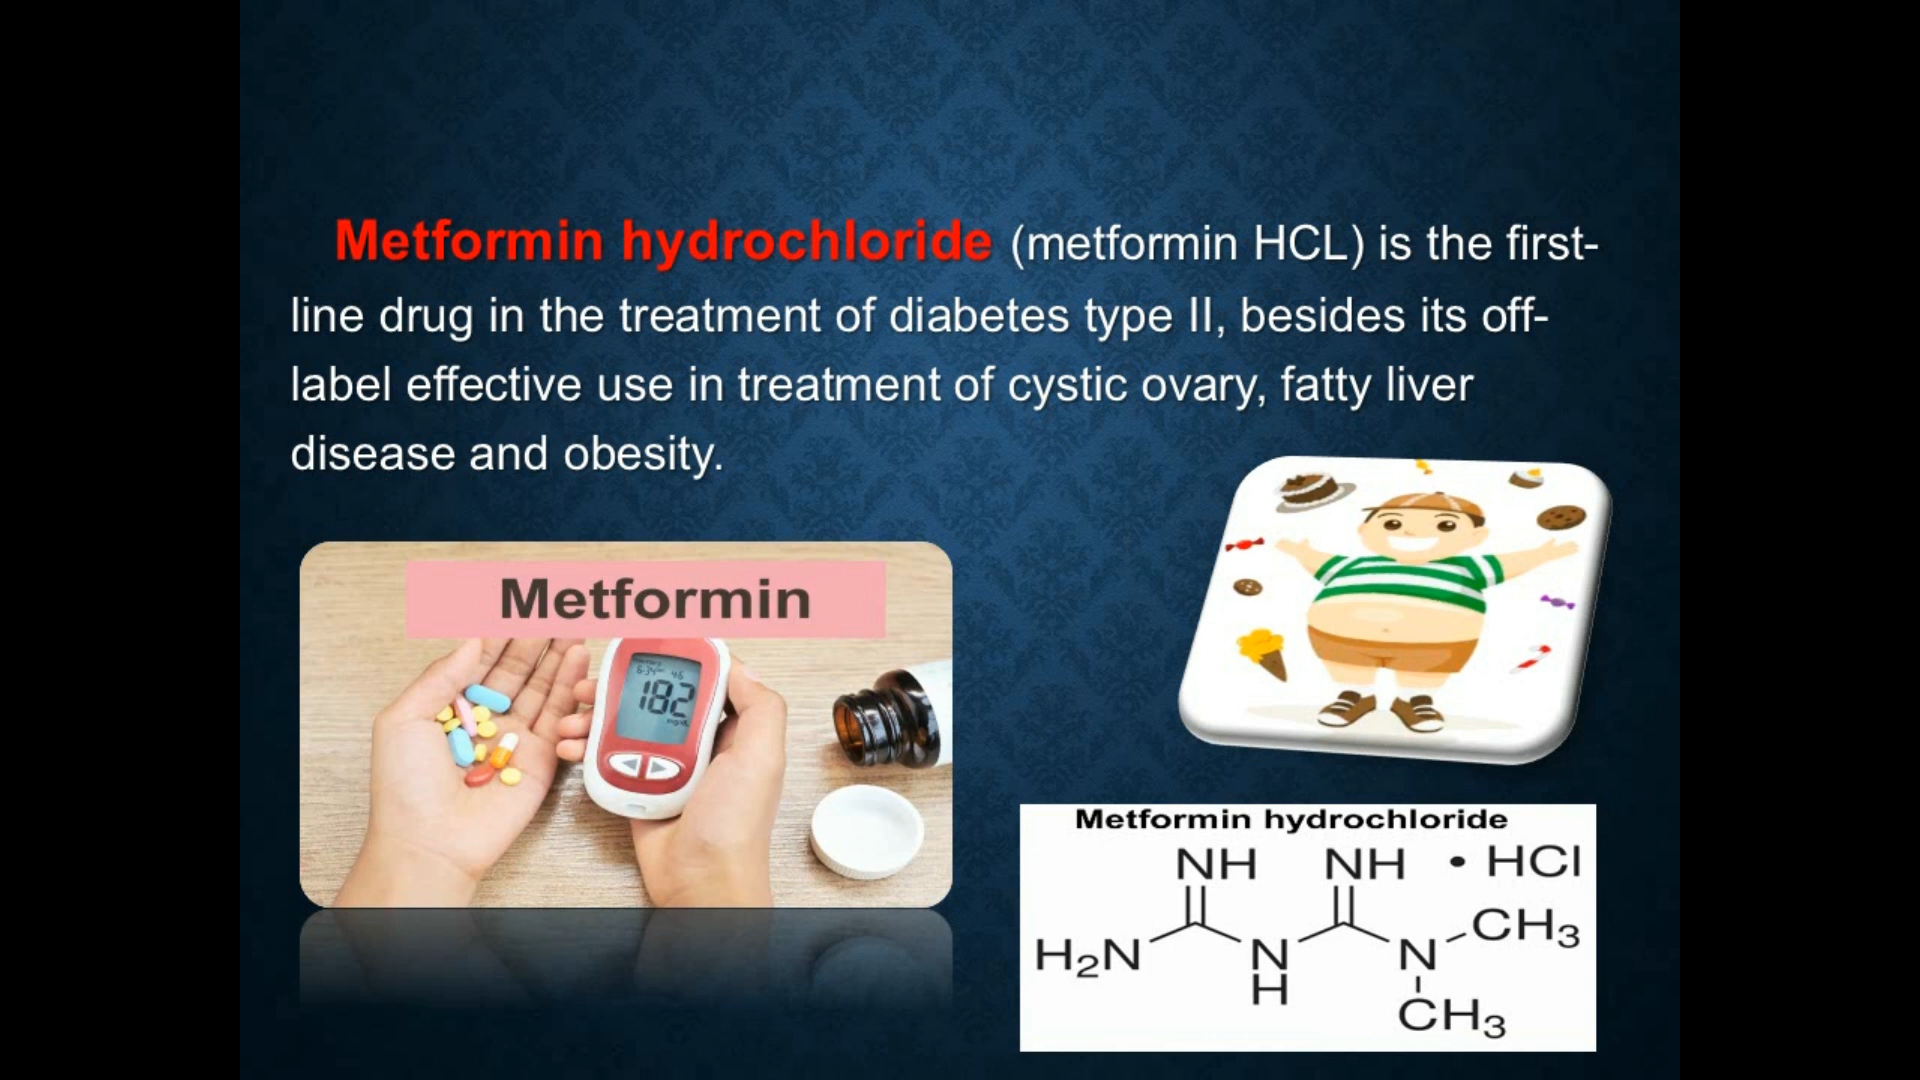 Metformin hydrochloride (metformin HCL) is the first-
line drug in the treatment of diabetes type II, besides its off-
label effective use in treatment of cystic ovary, fatty liver
disease and obesity.
Metformin
182
mg/dL
Metformin hydrochloride
NH NH • HCl
CH₃
H₂N N N
H
CH₃